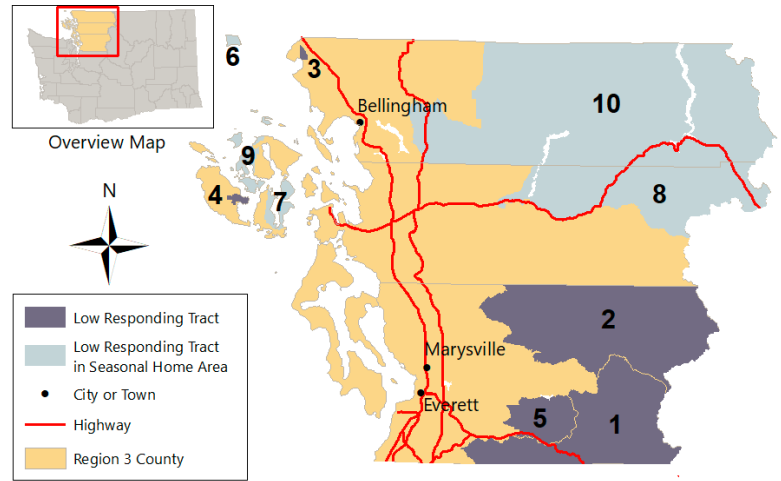 Overview Map
N
6
3
Bellingham
10
9
4
7
8
2
Marysville
Everett
5
1
Low Responding Tract
Low Responding Tract
in Seasonal Home Area
City or Town
Highway
Region 3 County